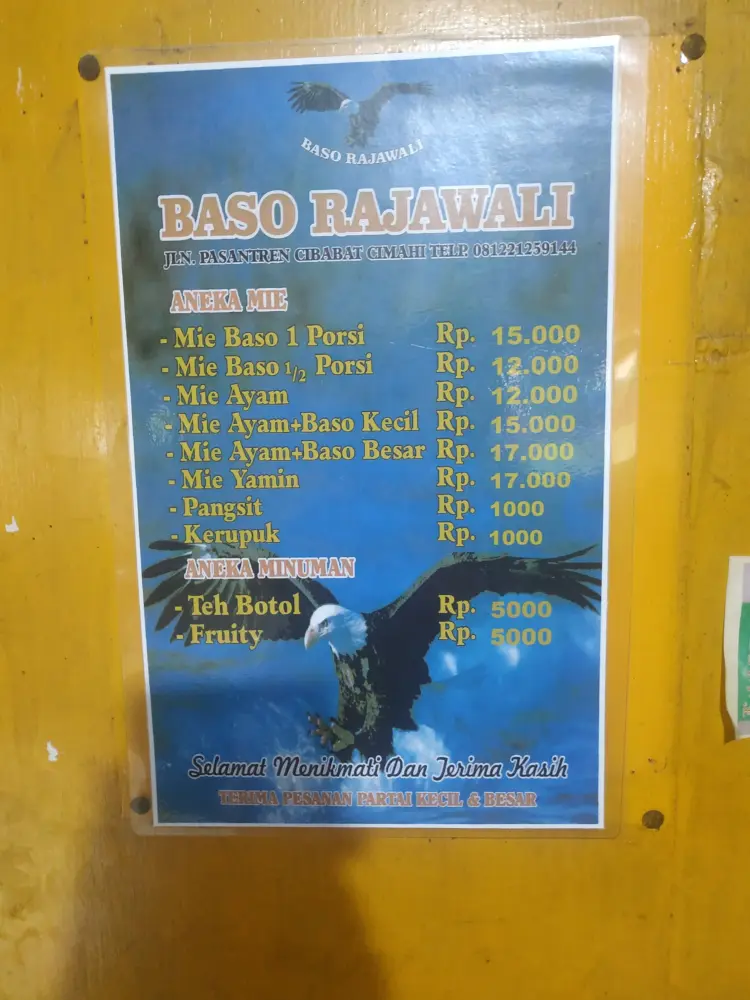 BASO RAJAWALI
BASO RAJAWALI
JLN. PASANTREN CIBABAT CIMAHI TELP. 081221259144
ANEKA MIE
- Mie Baso 1 Porsi Rp. 15.000
- Mie Baso 1/2 Porsi Rp. 12.000
- Mie Ayam Rp. 12.000
- Mie Ayam+Baso Kecil Rp. 15.000
- Mie Ayam+Baso Besar Rp. 17.000
- Mie Yamin Rp. 17.000
- Pangsit Rp. 1000
- Kerupuk Rp. 1000
ANEKA MINUMAN
- Teh Botol Rp. 5000
- Fruity Rp. 5000
Selamat Menikmati Dan Terima Kasih
TERIMA PESANAN PARTAI KECIL & BESAR